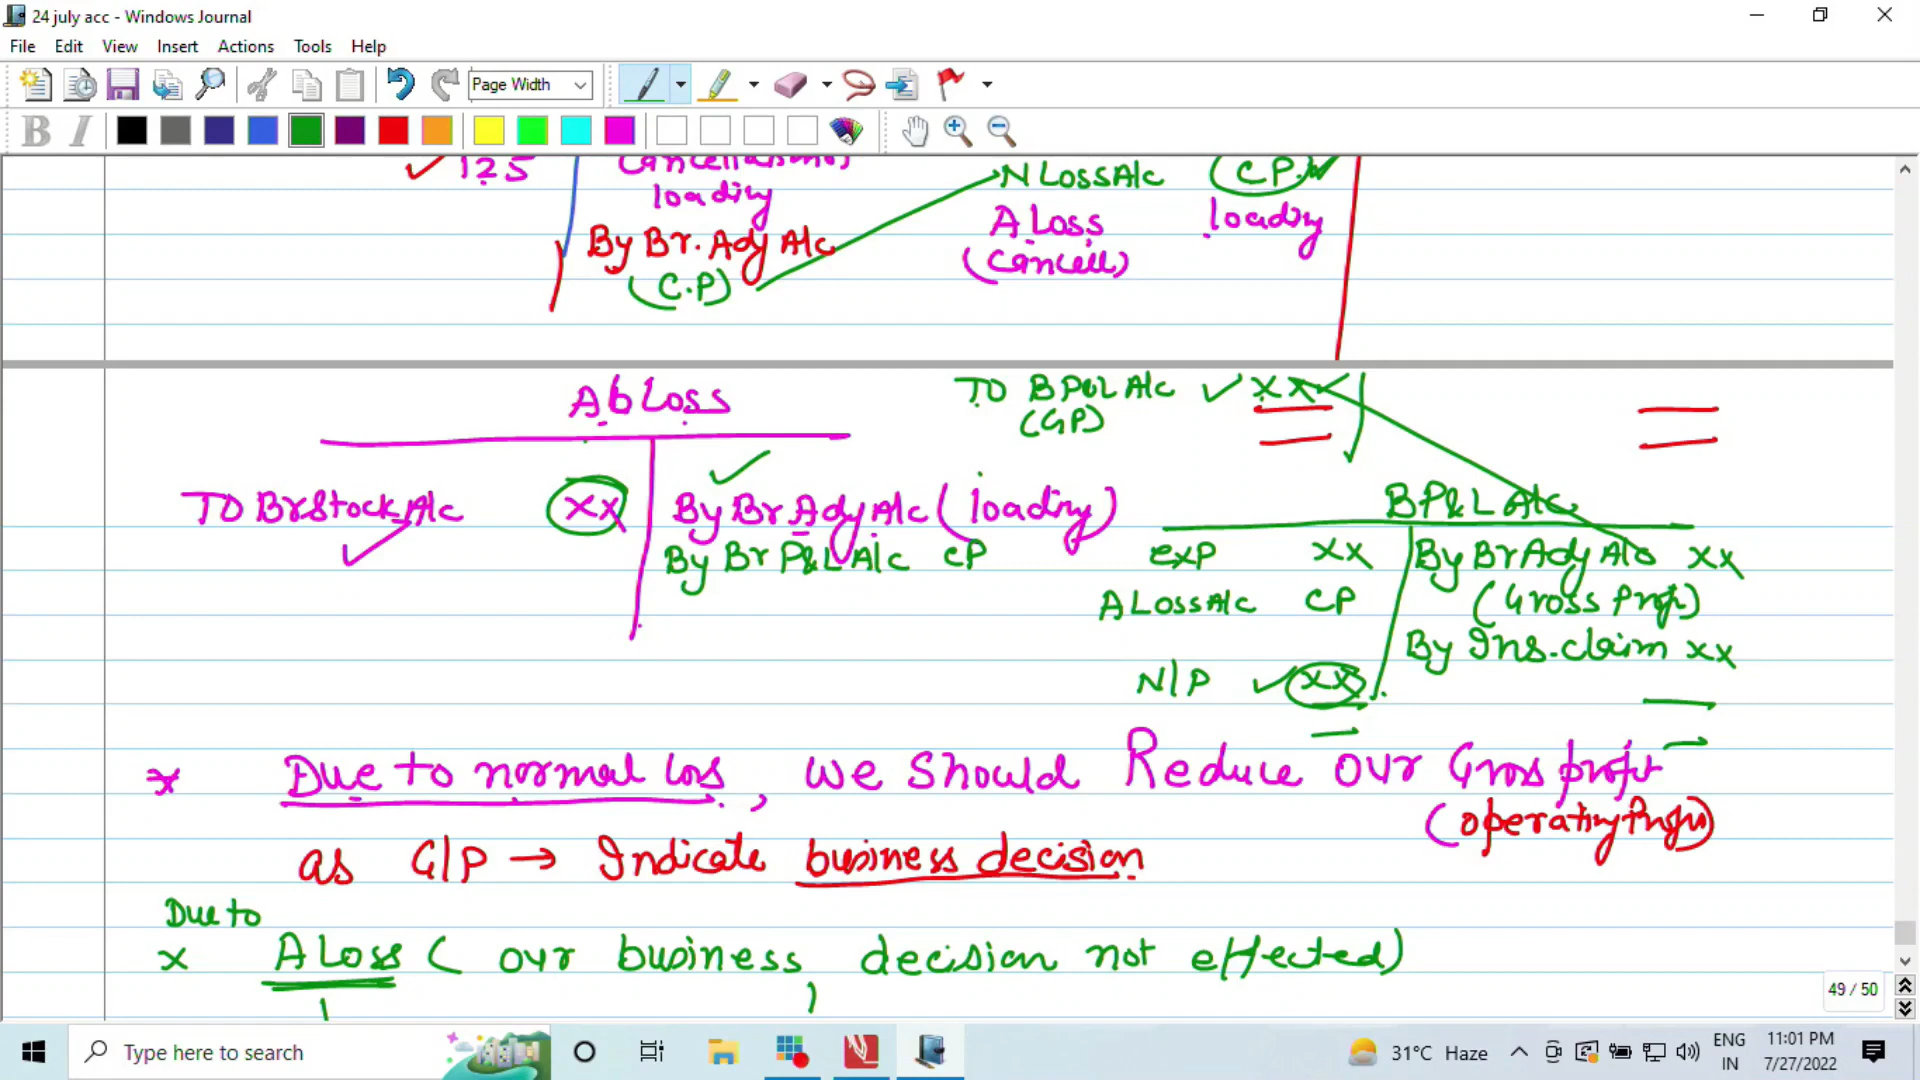 24 july acc - Windows Journal
File Edit View Insert Actions Tools Help
Page Width
B I
125
loading
By Br. Adj A/c
(C.P)
N Loss A/c (CP)
A Loss loading
(Cancell)
Ab Loss
TO Br Stock A/c XX By Br Adj A/c (loading)
By Br P&L A/c CP
TO BP&L A/c XX
(GP)
BP&L A/c
exp XX By Br Adj A/c XX
A Loss A/c CP (Gross Prof)
By Ins. claim XX
N/P XX
* Due to normal loss, we should Reduce our Gross profit
(operating Profit)
as G/P → Indicate business decision
Due to
x A Loss ( our business decision not effected)
49 / 50
Type here to search
31°C Haze
ENG
IN
11:01 PM
7/27/2022